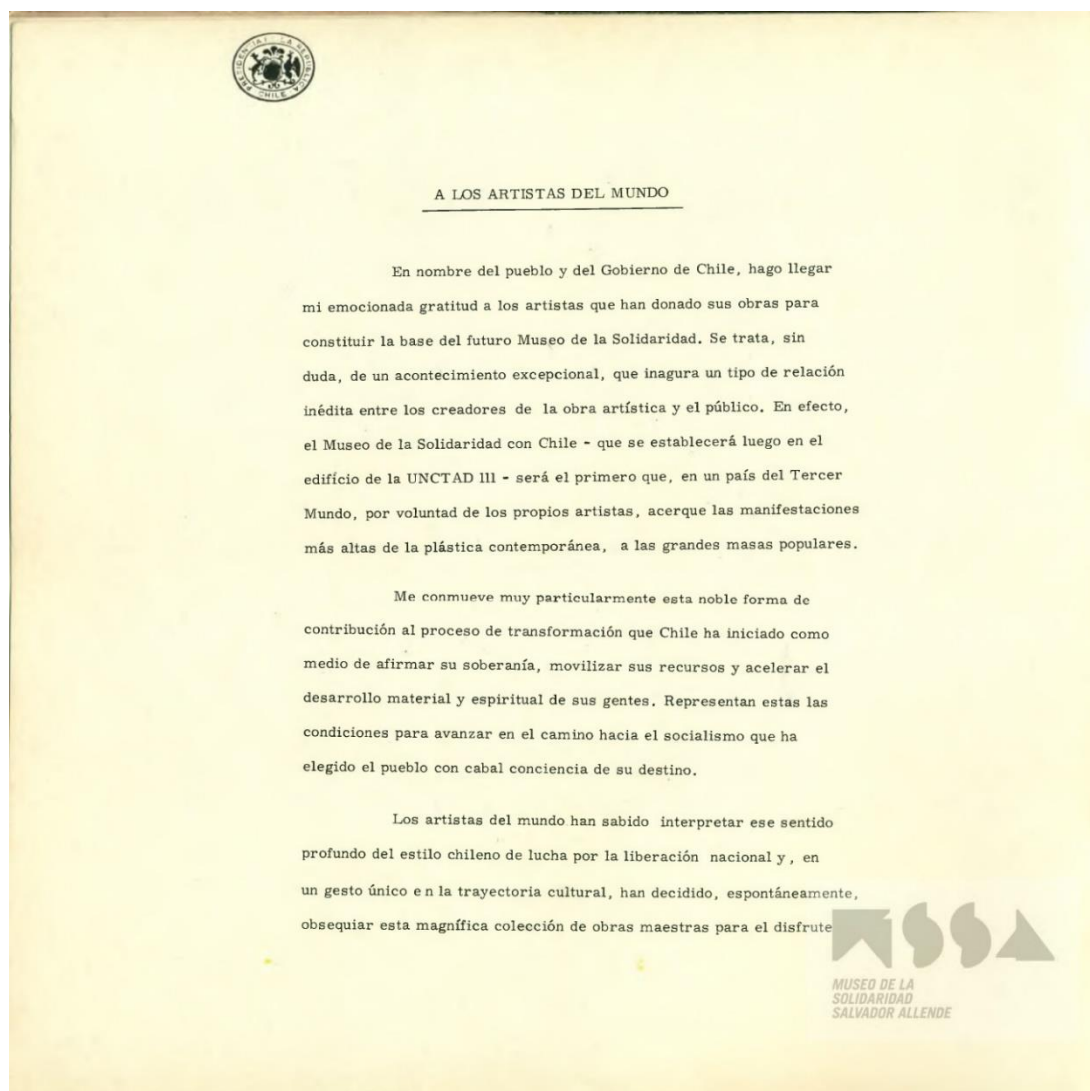 PRESIDENCIA DE LA REPUBLICA
CHILE
A LOS ARTISTAS DEL MUNDO
En nombre del pueblo y del Gobierno de Chile, hago llegar
mi emocionada gratitud a los artistas que han donado sus obras para
constituir la base del futuro Museo de la Solidaridad. Se trata, sin
duda, de un acontecimiento excepcional, que inagura un tipo de relación
inédita entre los creadores de la obra artística y el público. En efecto,
el Museo de la Solidaridad con Chile - que se establecerá luego en el
edifício de la UNCTAD 111 - será el primero que, en un país del Tercer
Mundo, por voluntad de los propios artistas, acerque las manifestaciones
más altas de la plástica contemporánea, a las grandes masas populares.
Me conmueve muy particularmente esta noble forma de
contribución al proceso de transformación que Chile ha iniciado como
medio de afirmar su soberanía, movilizar sus recursos y acelerar el
desarrollo material y espiritual de sus gentes. Representan estas las
condiciones para avanzar en el camino hacia el socialismo que ha
elegido el pueblo con cabal conciencia de su destino.
Los artistas del mundo han sabido interpretar ese sentido
profundo del estilo chileno de lucha por la liberación nacional y, en
un gesto único en la trayectoria cultural, han decidido, espontáneamente,
obsequiar esta magnífica colección de obras maestras para el disfrute
MSSA
MUSEO DE LA
SOLIDARIDAD
SALVADOR ALLENDE